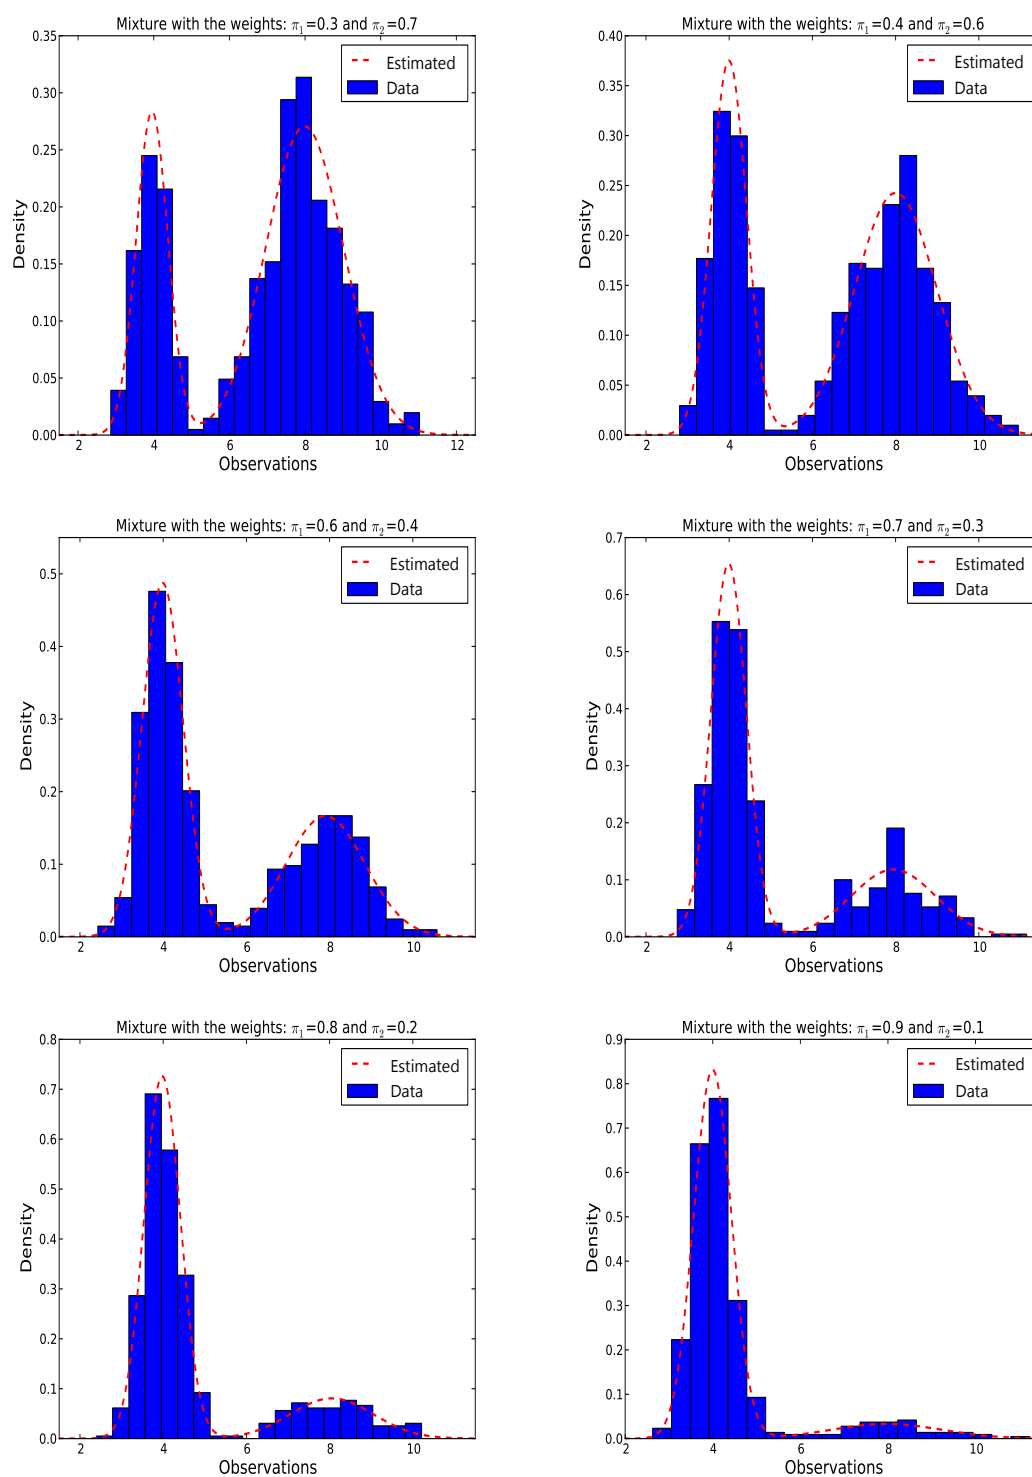 Mixture with the weights: π₁=0.3 and π₂=0.7
0.35
0.30
0.25
0.20
0.15
0.10
0.05
0.00
Density
Estimated
Data
2 4 6 8 10 12
Observations
Mixture with the weights: π₁=0.4 and π₂=0.6
0.40
0.35
0.30
0.25
0.20
0.15
0.10
0.05
0.00
Density
Estimated
Data
2 4 6 8 10
Observations
Mixture with the weights: π₁=0.6 and π₂=0.4
0.5
0.4
0.3
0.2
0.1
0.0
Density
Estimated
Data
2 4 6 8 10
Observations
Mixture with the weights: π₁=0.7 and π₂=0.3
0.7
0.6
0.5
0.4
0.3
0.2
0.1
0.0
Density
Estimated
Data
2 4 6 8 10
Observations
Mixture with the weights: π₁=0.8 and π₂=0.2
0.8
0.7
0.6
0.5
0.4
0.3
0.2
0.1
0.0
Density
Estimated
Data
2 4 6 8 10
Observations
Mixture with the weights: π₁=0.9 and π₂=0.1
0.9
0.8
0.7
0.6
0.5
0.4
0.3
0.2
0.1
0.0
Density
Estimated
Data
2 4 6 8 10
Observations